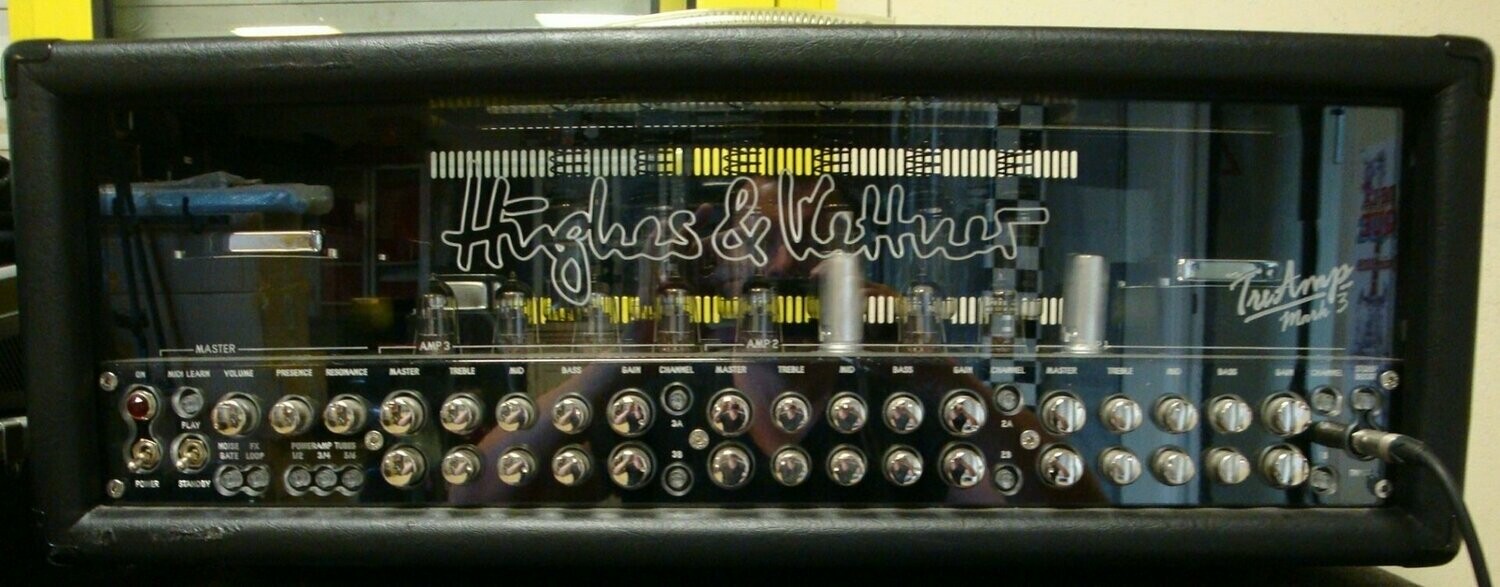 Hughes & Kettner
TriAmp
Mark 3
MASTER
AMP 3
AMP 2
ON
MIDI LEARN
VOLUME
PRESENCE
RESONANCE
MASTER
TREBLE
MID
BASS
GAIN
CHANNEL
MASTER
TREBLE
MID
BASS
GAIN
CHANNEL
MASTER
TREBLE
MID
BASS
GAIN
CHANNEL
PLAY
3A
2A
NOISE GATE
FX LOOP
POWERAMP TUBES
1/2 3/4 5/6
3B
2B
POWER
STANDBY